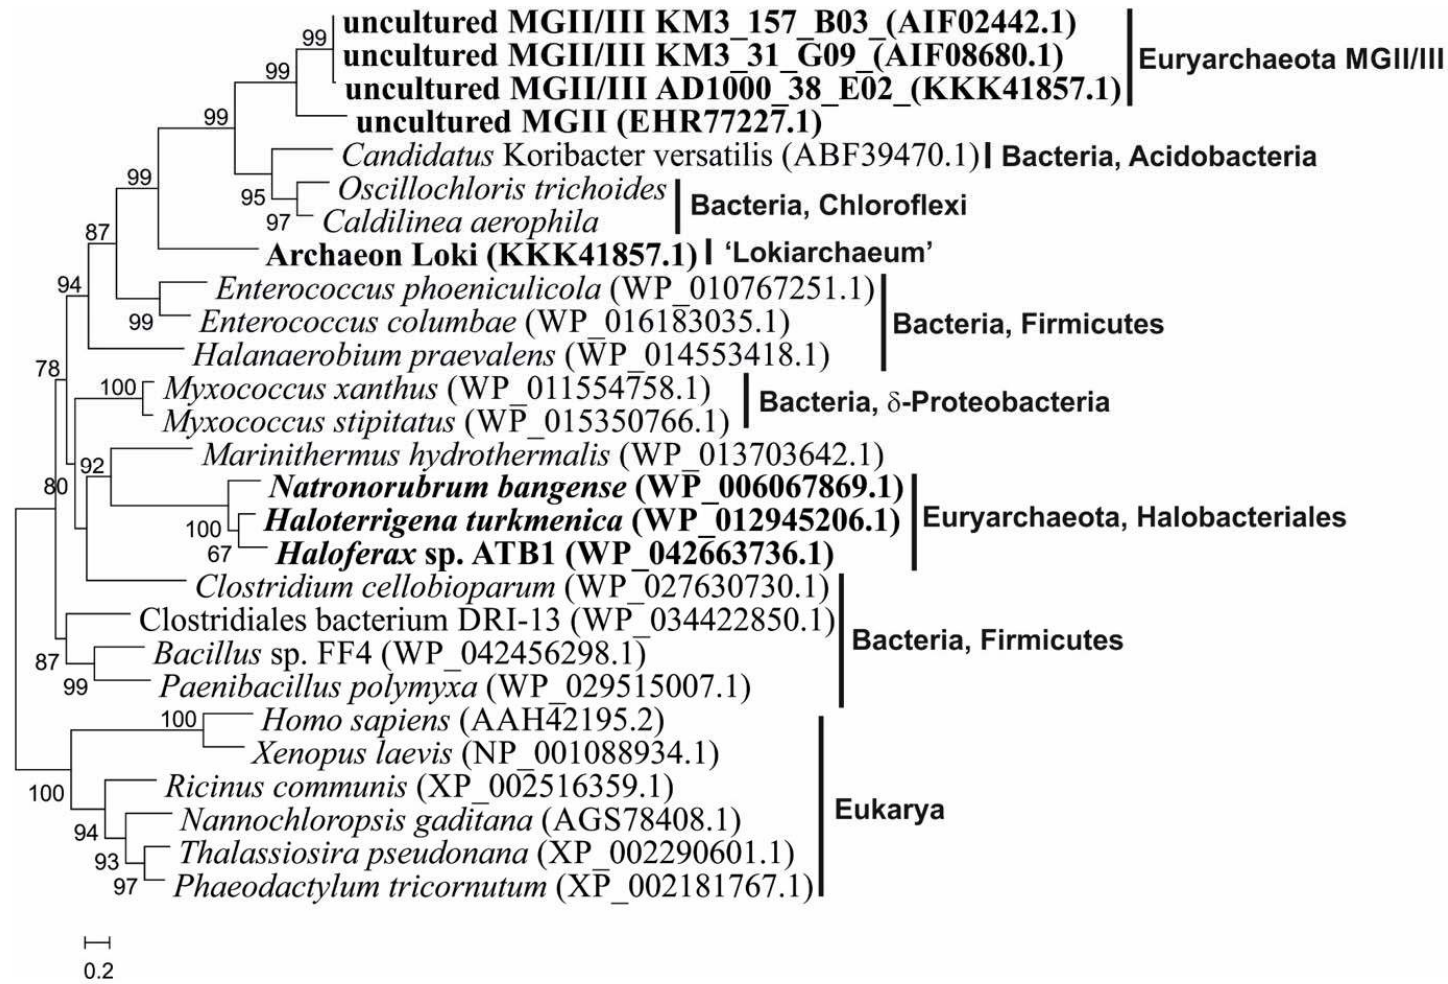 uncultured MGII/III KM3_157_B03_(AIF02442.1)
99
uncultured MGII/III KM3_31_G09_(AIF08680.1)
Euryarchaeota MGII/III
99
uncultured MGII/III AD1000_38_E02_(KKK41857.1)
99
uncultured MGII (EHR77227.1)
Candidatus Koribacter versatilis (ABF39470.1)
Bacteria, Acidobacteria
99
Oscillochloris trichoides
95
Bacteria, Chloroflexi
97
Caldilinea aerophila
87
Archaeon Loki (KKK41857.1)
‘Lokiarchaeum’
94
Enterococcus phoeniculicola (WP_010767251.1)
99
Enterococcus columbae (WP_016183035.1)
Bacteria, Firmicutes
Halanaerobium praevalens (WP_014553418.1)
78
100
Myxococcus xanthus (WP_011554758.1)
Bacteria, δ-Proteobacteria
Myxococcus stipitatus (WP_015350766.1)
Marinithermus hydrothermalis (WP_013703642.1)
92
80
Natronorubrum bangense (WP_006067869.1)
100
Haloterrigena turkmenica (WP_012945206.1)
Euryarchaeota, Halobacteriales
67
Haloferax sp. ATB1 (WP_042663736.1)
Clostridium cellobioparum (WP_027630730.1)
Clostridiales bacterium DRI-13 (WP_034422850.1)
Bacteria, Firmicutes
87
Bacillus sp. FF4 (WP_042456298.1)
99
Paenibacillus polymyxa (WP_029515007.1)
100
Homo sapiens (AAH42195.2)
Xenopus laevis (NP_001088934.1)
100
Ricinus communis (XP_002516359.1)
Eukarya
94
Nannochloropsis gaditana (AGS78408.1)
93
Thalassiosira pseudonana (XP_002290601.1)
97
Phaeodactylum tricornutum (XP_002181767.1)
0.2